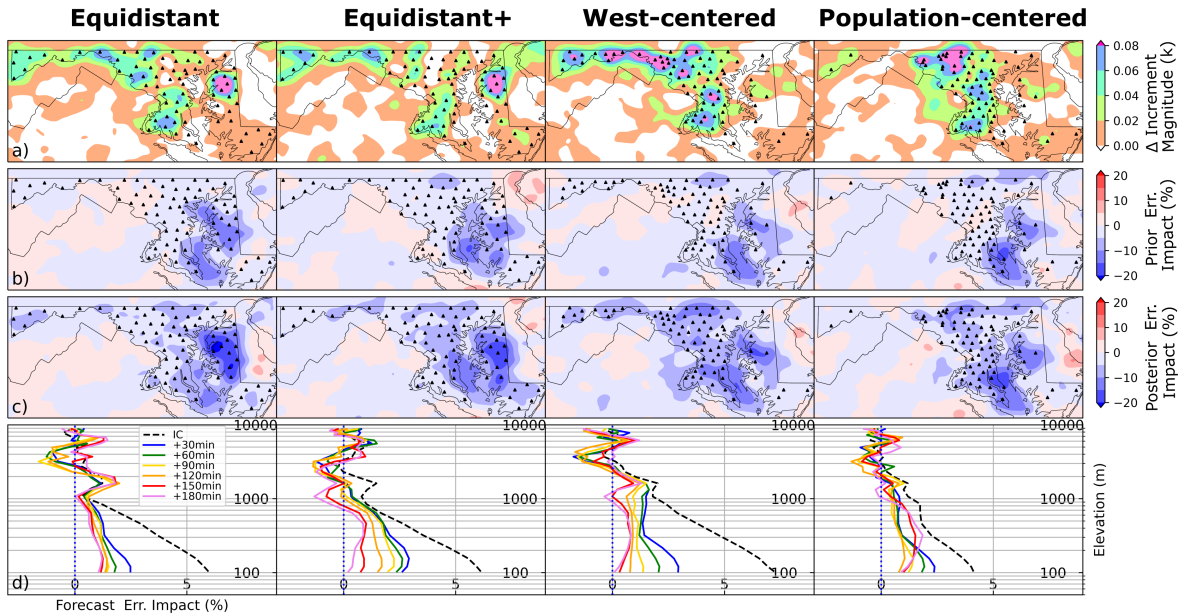 Equidistant Equidistant+ West-centered Population-centered
a)
0.08
0.06
0.04
0.02
0.00
Δ Increment
Magnitude (k)
b)
20
10
0
−10
−20
Prior Err.
Impact (%)
c)
20
10
0
−10
−20
Posterior Err.
Impact (%)
d)
IC
+30min
+60min
+90min
+120min
+150min
+180min
10000 10000 10000 10000
1000 1000 1000 1000
100 100 100 100
0 5 0 5 0 5 0 5
Elevation (m)
Forecast Err. Impact (%)